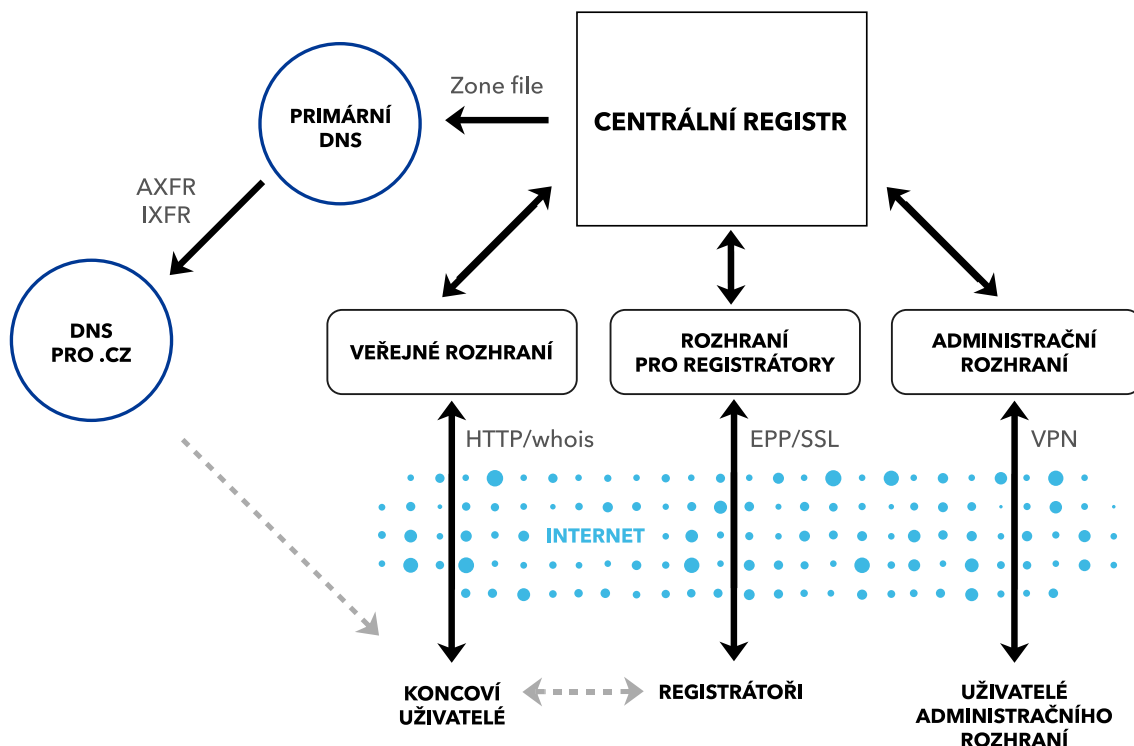 Zone file
PRIMÁRNÍ
DNS
CENTRÁLNÍ REGISTR
AXFR
IXFR
DNS
PRO .CZ
VEŘEJNÉ ROZHRANÍ
ROZHRANÍ
PRO REGISTRÁTORY
ADMINISTRAČNÍ
ROZHRANÍ
HTTP/whois
EPP/SSL
VPN
INTERNET
KONCOVÍ
UŽIVATELÉ
REGISTRÁTOŘI
UŽIVATELÉ
ADMINISTRAČNÍHO
ROZHRANÍ